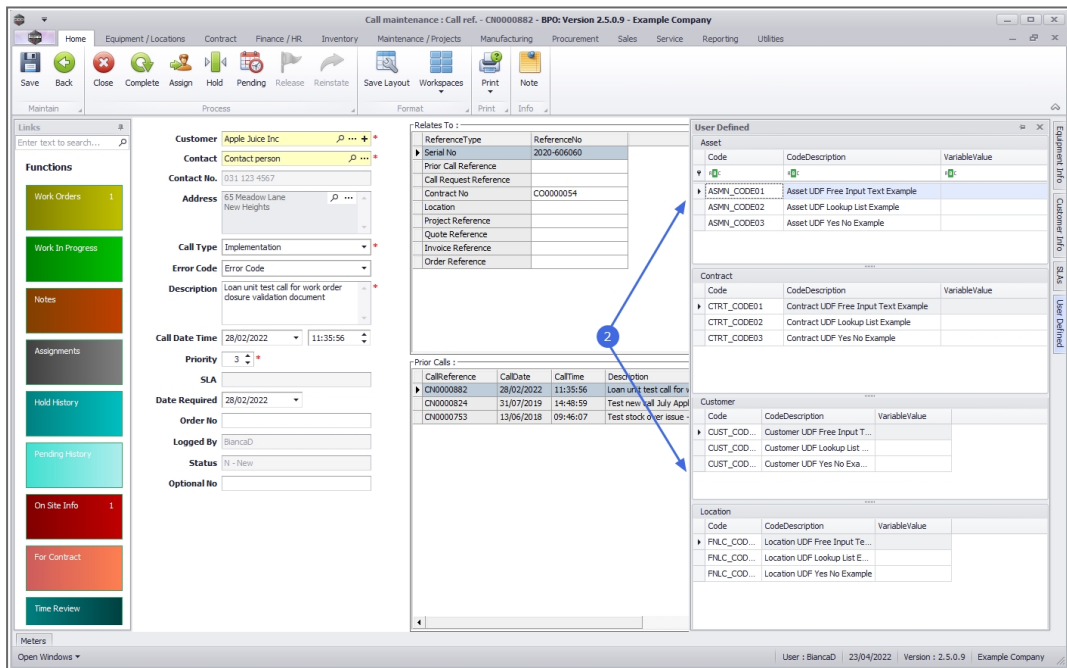 Call maintenance : Call ref. - CN0000882 - BPO: Version 2.5.0.9 - Example Company
Home Equipment / Locations Contract Finance / HR Inventory Maintenance / Projects Manufacturing Procurement Sales Service Reporting Utilities
Save Back Close Complete Assign Hold Pending Release Reinstate Save Layout Workspaces Print Note
Maintain Process Format Print Info
Links
Enter text to search...
Functions
Work Orders 1
Work In Progress
Notes
Assignments
Hold History
Pending History
On Site Info 1
For Contract
Time Review
Customer Apple Juice Inc *
Contact Contact person *
Contact No. 031 123 4567
Address 65 Meadow Lane
New Heights
Call Type Implementation *
Error Code Error Code
Description Loan unit test call for work order *
closure validation document
Call Date Time 28/02/2022 11:35:56
Priority 3 *
SLA
Date Required 28/02/2022
Order No
Logged By BiancaD
Status N - New
Optional No
Relates To :
ReferenceType ReferenceNo
Serial No 2020-606060
Prior Call Reference
Call Request Reference
Contract No CO0000054
Location
Project Reference
Quote Reference
Invoice Reference
Order Reference
2
Prior Calls :
CallReference CallDate CallTime Description
CN0000882 28/02/2022 11:35:56 Loan unit test call for
CN0000824 31/07/2019 14:48:59 Test new call July Appl
CN0000753 13/06/2018 09:46:07 Test stock over issue -
User Defined
Asset
Code CodeDescription VariableValue
ASMN_CODE01 Asset UDF Free Input Text Example
ASMN_CODE02 Asset UDF Lookup List Example
ASMN_CODE03 Asset UDF Yes No Example
Contract
Code CodeDescription VariableValue
CTRT_CODE01 Contract UDF Free Input Text Example
CTRT_CODE02 Contract UDF Lookup List Example
CTRT_CODE03 Contract UDF Yes No Example
Customer
Code CodeDescription VariableValue
CUST_COD... Customer UDF Free Input T...
CUST_COD... Customer UDF Lookup List ...
CUST_COD... Customer UDF Yes No Exa...
Location
Code CodeDescription VariableValue
FNLC_COD... Location UDF Free Input Te...
FNLC_COD... Location UDF Lookup List E...
FNLC_COD... Location UDF Yes No Example
Equipment Info
Customer Info
SLAs
User Defined
Meters
Open Windows
User : BiancaD 23/04/2022 Version : 2.5.0.9 Example Company